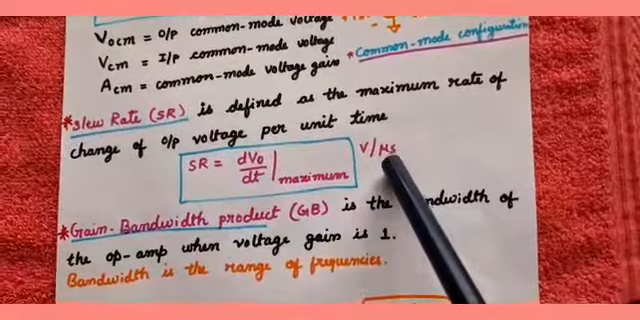 Vocm = O/P common-mode voltage
Vcm = I/P common-mode voltage
Acm = common-mode voltage gain
*Common-mode configuration
*Slew Rate (SR) is defined as the maximum rate of
change of O/P voltage per unit time
SR = dVo/dt | maximum V/μs
*Gain-Bandwidth product (GB) is the bandwidth of
the op-amp when voltage gain is 1.
Bandwidth is the range of frequencies.